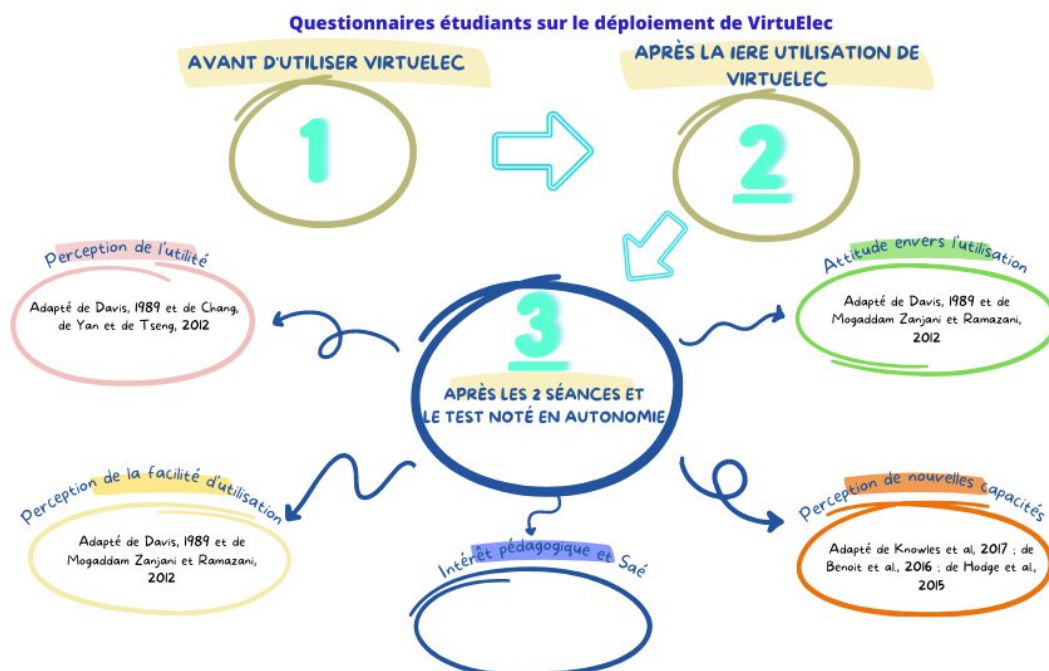 Questionnaires étudiants sur le déploiement de VirtuElec
AVANT D'UTILISER VIRTUELEC
APRÈS LA 1ERE UTILISATION DE
VIRTUELEC
1
2
Perception de l'utilité
Adapté de Davis, 1989 et de Chang,
de Yan et de Tseng, 2012
Attitude envers l'utilisation
Adapté de Davis, 1989 et de
Mogaddam Zanjani et Ramazani,
2012
3
APRÈS LES 2 SÉANCES ET
LE TEST NOTÉ EN AUTONOMIE
Perception de la facilité d'utilisation
Adapté de Davis, 1989 et de
Mogaddam Zanjani et Ramazani,
2012
Intérêt pédagogique et Saé
Perception de nouvelles capacités
Adapté de Knowles et al, 2017 ; de
Benoit et al., 2016 ; de Hodge et al.,
2015